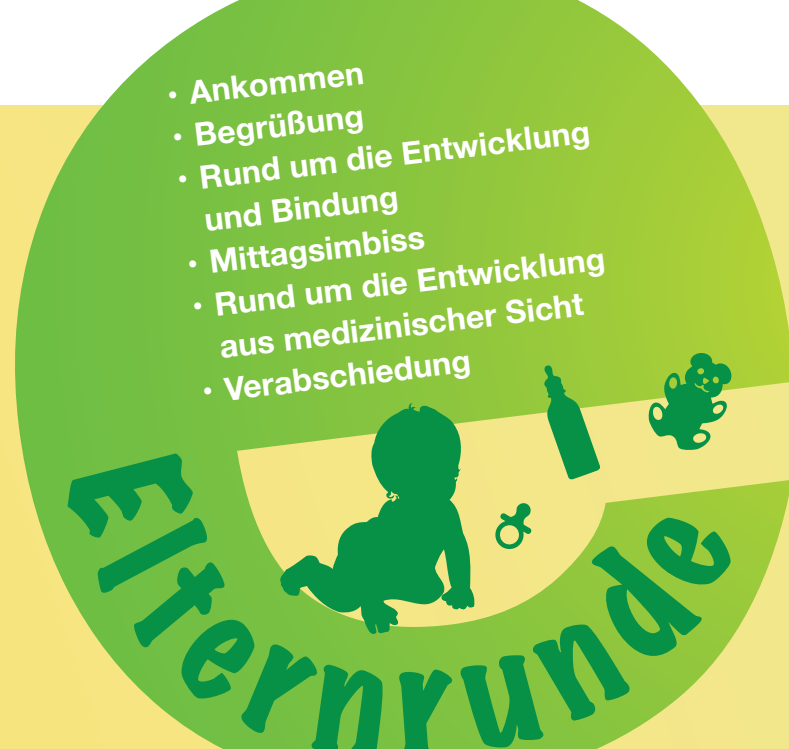 · Ankommen
· Begrüßung
· Rund um die Entwicklung
und Bindung
· Mittagsimbiss
· Rund um die Entwicklung
aus medizinischer Sicht
· Verabschiedung
Elternrunde